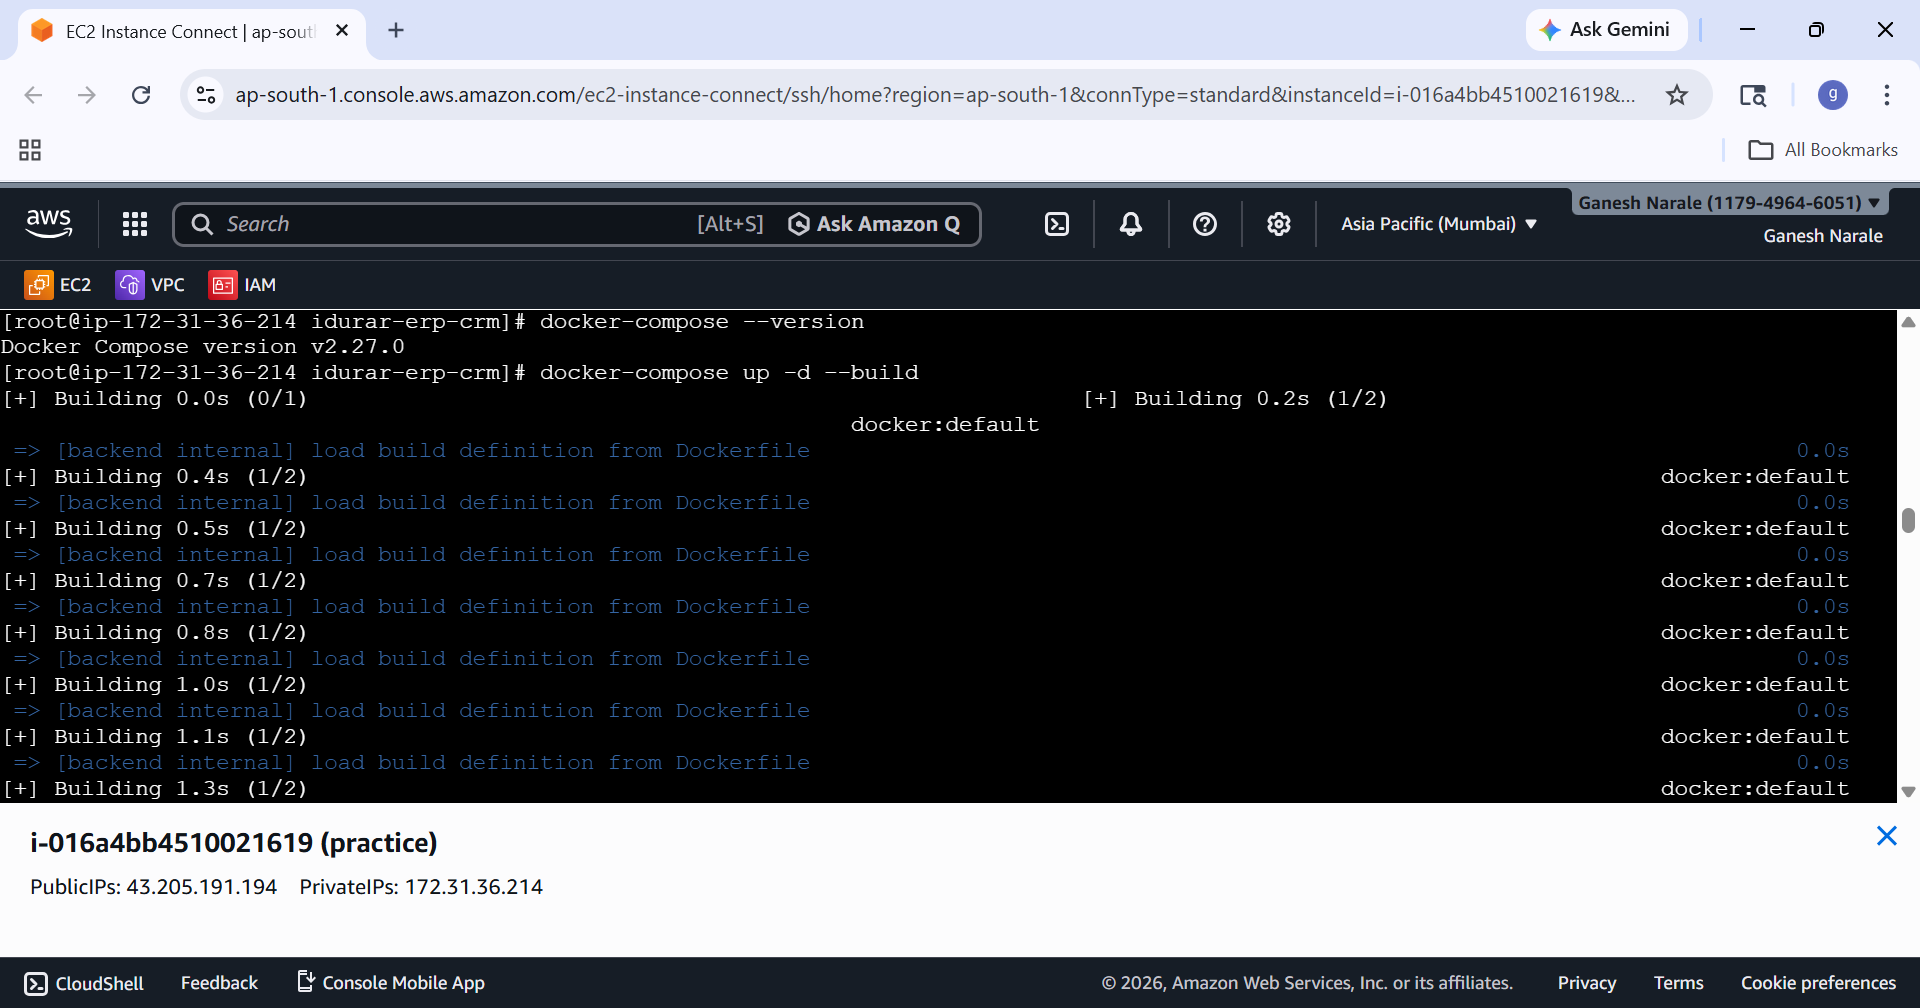 EC2 Instance Connect | ap-sout
Ask Gemini
ap-south-1.console.aws.amazon.com/ec2-instance-connect/ssh/home?region=ap-south-1&connType=standard&instanceId=i-016a4bb4510021619&...
g
All Bookmarks
aws
Search
[Alt+S]
Ask Amazon Q
Asia Pacific (Mumbai)
Ganesh Narale (1179-4964-6051)
Ganesh Narale
EC2
VPC
IAM
[root@ip-172-31-36-214 idurar-erp-crm]# docker-compose --version
Docker Compose version v2.27.0
[root@ip-172-31-36-214 idurar-erp-crm]# docker-compose up -d --build
[+] Building 0.0s (0/1) [+] Building 0.2s (1/2)
docker:default
=> [backend internal] load build definition from Dockerfile 0.0s
[+] Building 0.4s (1/2) docker:default
=> [backend internal] load build definition from Dockerfile 0.0s
[+] Building 0.5s (1/2) docker:default
=> [backend internal] load build definition from Dockerfile 0.0s
[+] Building 0.7s (1/2) docker:default
=> [backend internal] load build definition from Dockerfile 0.0s
[+] Building 0.8s (1/2) docker:default
=> [backend internal] load build definition from Dockerfile 0.0s
[+] Building 1.0s (1/2) docker:default
=> [backend internal] load build definition from Dockerfile 0.0s
[+] Building 1.1s (1/2) docker:default
=> [backend internal] load build definition from Dockerfile 0.0s
[+] Building 1.3s (1/2) docker:default
i-016a4bb4510021619 (practice)
PublicIPs: 43.205.191.194 PrivateIPs: 172.31.36.214
CloudShell
Feedback
Console Mobile App
© 2026, Amazon Web Services, Inc. or its affiliates.
Privacy
Terms
Cookie preferences